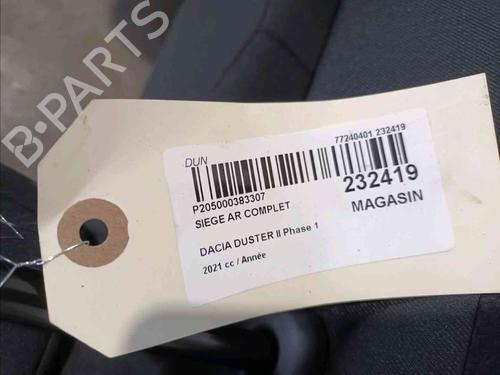 B-PARTS
DUN
77240401 232419
P205000383307
232419
SIEGE AR COMPLET
MAGASIN
DACIA DUSTER II Phase 1
2021 cc / Année